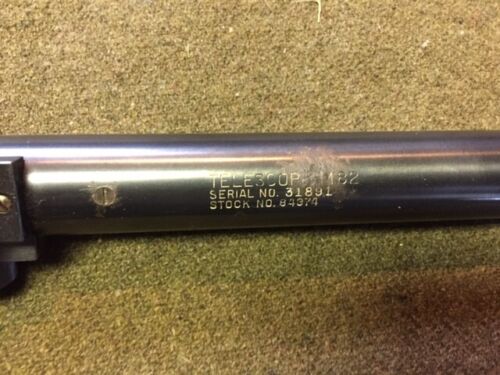 TELESCOPE M82
SERIAL NO. 31891
STOCK NO. 84374